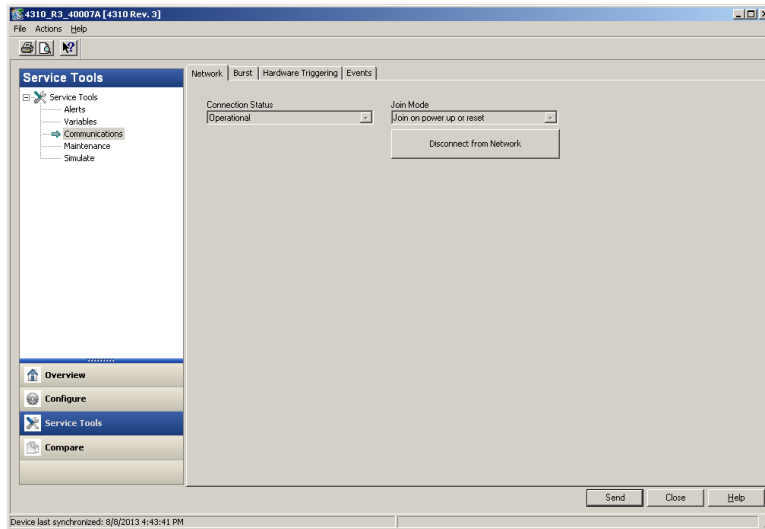 4310_R3_40007A [4310 Rev. 3]
File Actions Help
Service Tools
Service Tools
Alerts
Variables
Communications
Maintenance
Simulate
Overview
Configure
Service Tools
Compare
Network Burst Hardware Triggering Events
Connection Status Join Mode
Operational Join on power up or reset
Disconnect from Network
Send Close Help
Device last synchronized: 8/8/2013 4:43:41 PM